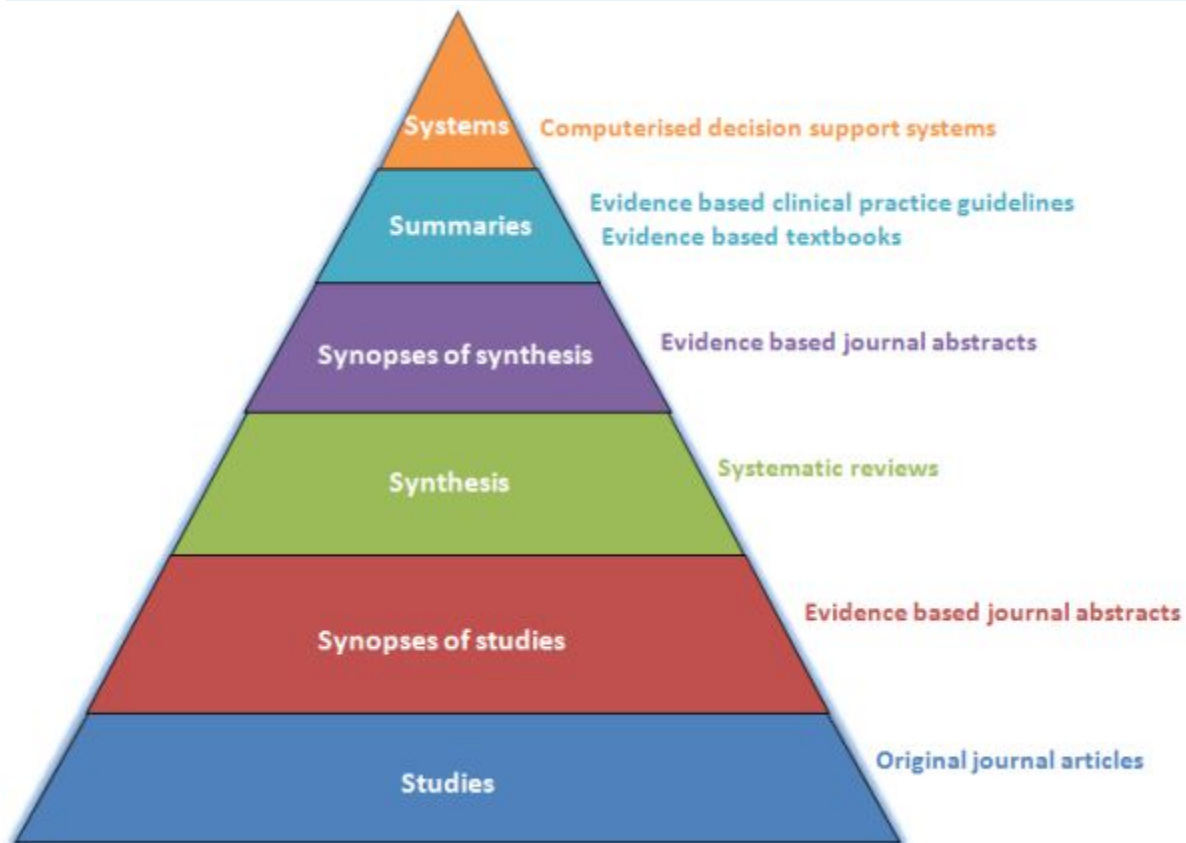 Systems
Computerised decision support systems
Summaries
Evidence based clinical practice guidelines
Evidence based textbooks
Synopses of synthesis
Evidence based journal abstracts
Synthesis
Systematic reviews
Synopses of studies
Evidence based journal abstracts
Studies
Original journal articles